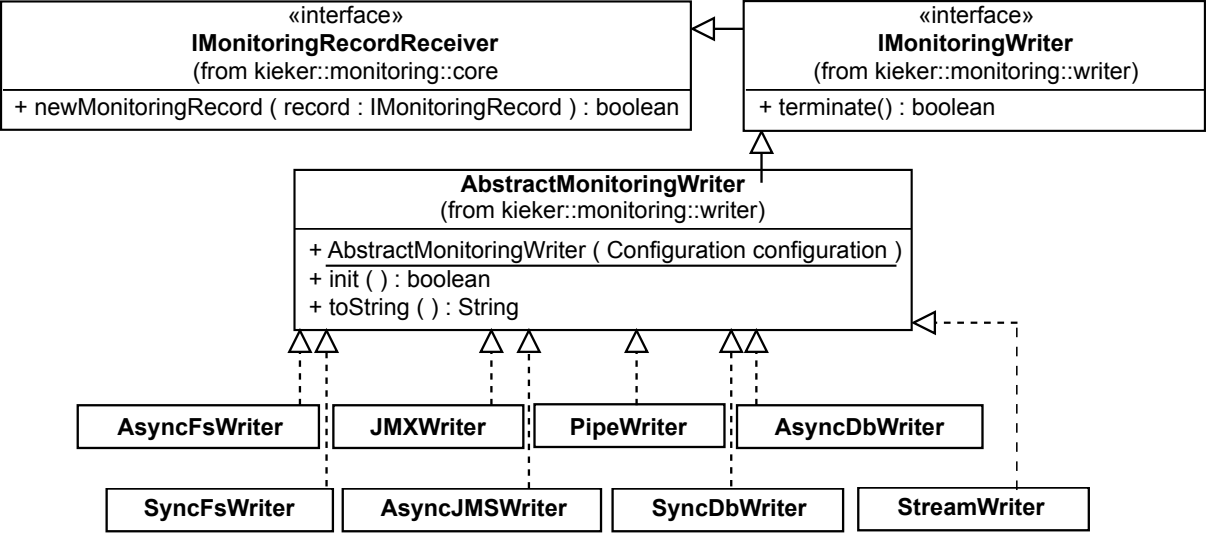 «interface»
IMonitoringRecordReceiver
(from kieker::monitoring::core
+ newMonitoringRecord ( record : IMonitoringRecord ) : boolean
«interface»
IMonitoringWriter
(from kieker::monitoring::writer)
+ terminate() : boolean
AbstractMonitoringWriter
(from kieker::monitoring::writer)
+ AbstractMonitoringWriter ( Configuration configuration )
+ init ( ) : boolean
+ toString ( ) : String
AsyncFsWriter
JMXWriter
PipeWriter
AsyncDbWriter
SyncFsWriter
AsyncJMSWriter
SyncDbWriter
StreamWriter